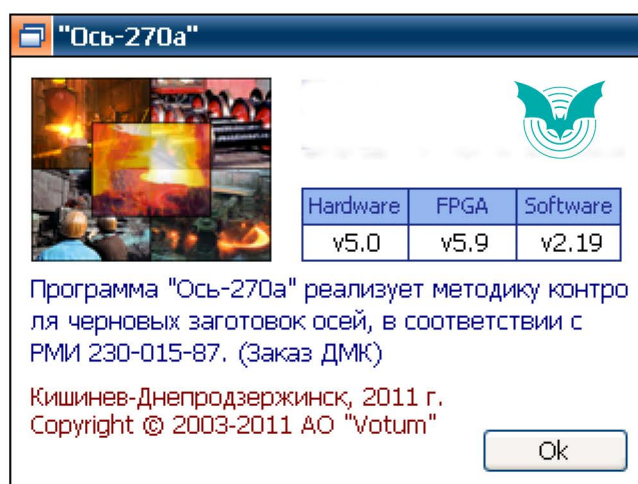 "Ось-270а"
Hardware FPGA Software
v5.0 v5.9 v2.19
Программа "Ось-270а" реализует методику контро
ля черновых заготовок осей, в соответствии с
РМИ 230-015-87. (Заказ ДМК)
Кишинев-Днепродзержинск, 2011 г.
Copyright © 2003-2011 АО "Votum"
Ok